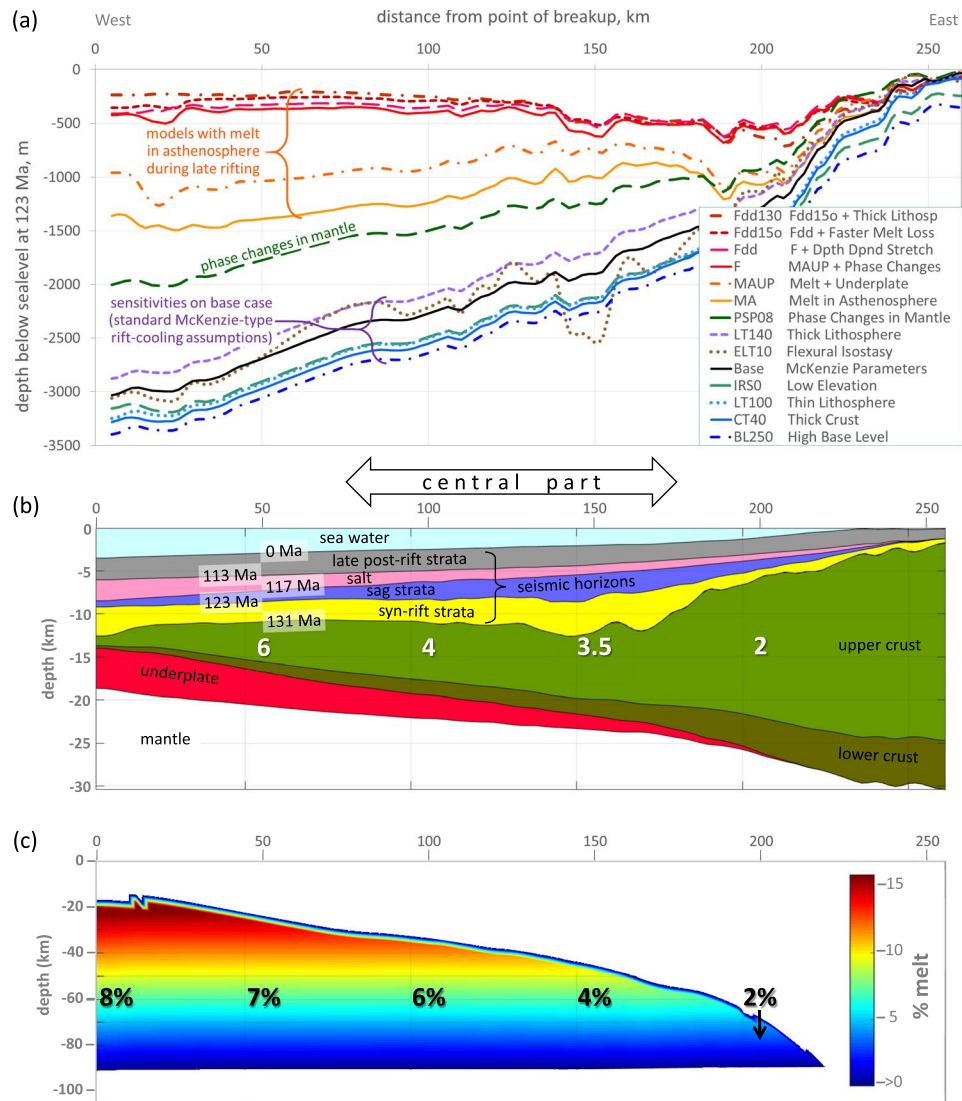 (a)
West
distance from point of breakup, km
East
0 50 100 150 200 250
0
-500
-1000
-1500
-2000
-2500
-3000
-3500
depth below sealevel at 123 Ma, m
models with melt
in asthenosphere
during late rifting
phase changes in mantle
sensitivities on base case
(standard McKenzie-type
rift-cooling assumptions)
Fdd130 Fdd15o + Thick Lithosp
Fdd15o Fdd + Faster Melt Loss
Fdd F + Dpth Dpnd Stretch
F MAUP + Phase Changes
MAUP Melt + Underplate
MA Melt in Asthenosphere
PSP08 Phase Changes in Mantle
LT140 Thick Lithosphere
ELT10 Flexural Isostasy
Base McKenzie Parameters
IRS0 Low Elevation
LT100 Thin Lithosphere
CT40 Thick Crust
BL250 High Base Level
central part
(b)
0 50 100 150 200 250
0
-5
-10
-15
-20
-25
-30
depth (km)
sea water
0 Ma
late post-rift strata
113 Ma
salt
117 Ma
sag strata
seismic horizons
123 Ma
syn-rift strata
131 Ma
6 4 3.5 2
upper crust
underplate
mantle
lower crust
(c)
0 50 100 150 200 250
0
-20
-40
-60
-80
-100
depth (km)
8% 7% 6% 4% 2%
15
10
5
>0
% melt